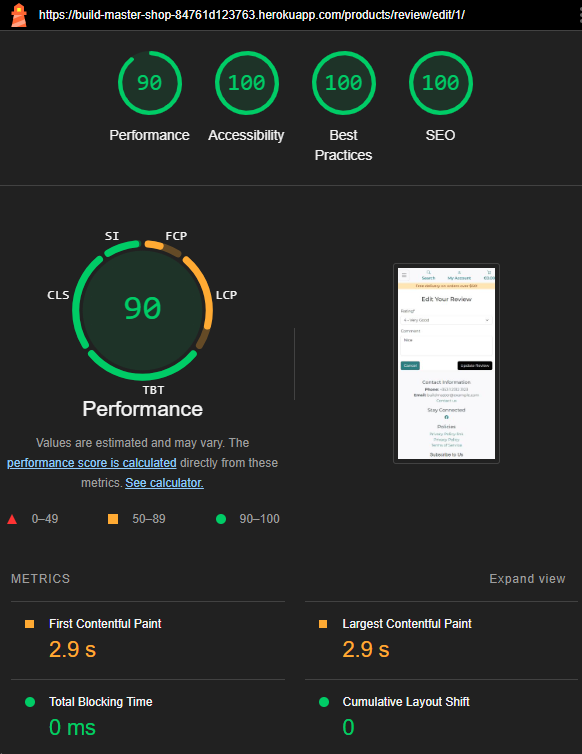 https://build-master-shop-84761d123763.herokuapp.com/products/review/edit/1/
90
100
100
100
Performance
Accessibility
Best
Practices
SEO
SI
FCP
CLS
LCP
90
TBT
Performance
Values are estimated and may vary. The
performance score is calculated directly from these
metrics. See calculator.
0–49
50–89
90–100
Search
My Account
Free delivery on orders over
Edit Your Review
Rating*
Very Good
Comment
Cancel
Update Review
Contact Information
Phone:
Email:
Contact us
Stay Connected
Policies
Privacy Policy
Terms of Service
Subscribe to Us
METRICS
Expand view
First Contentful Paint
2.9 s
Largest Contentful Paint
2.9 s
Total Blocking Time
0 ms
Cumulative Layout Shift
0